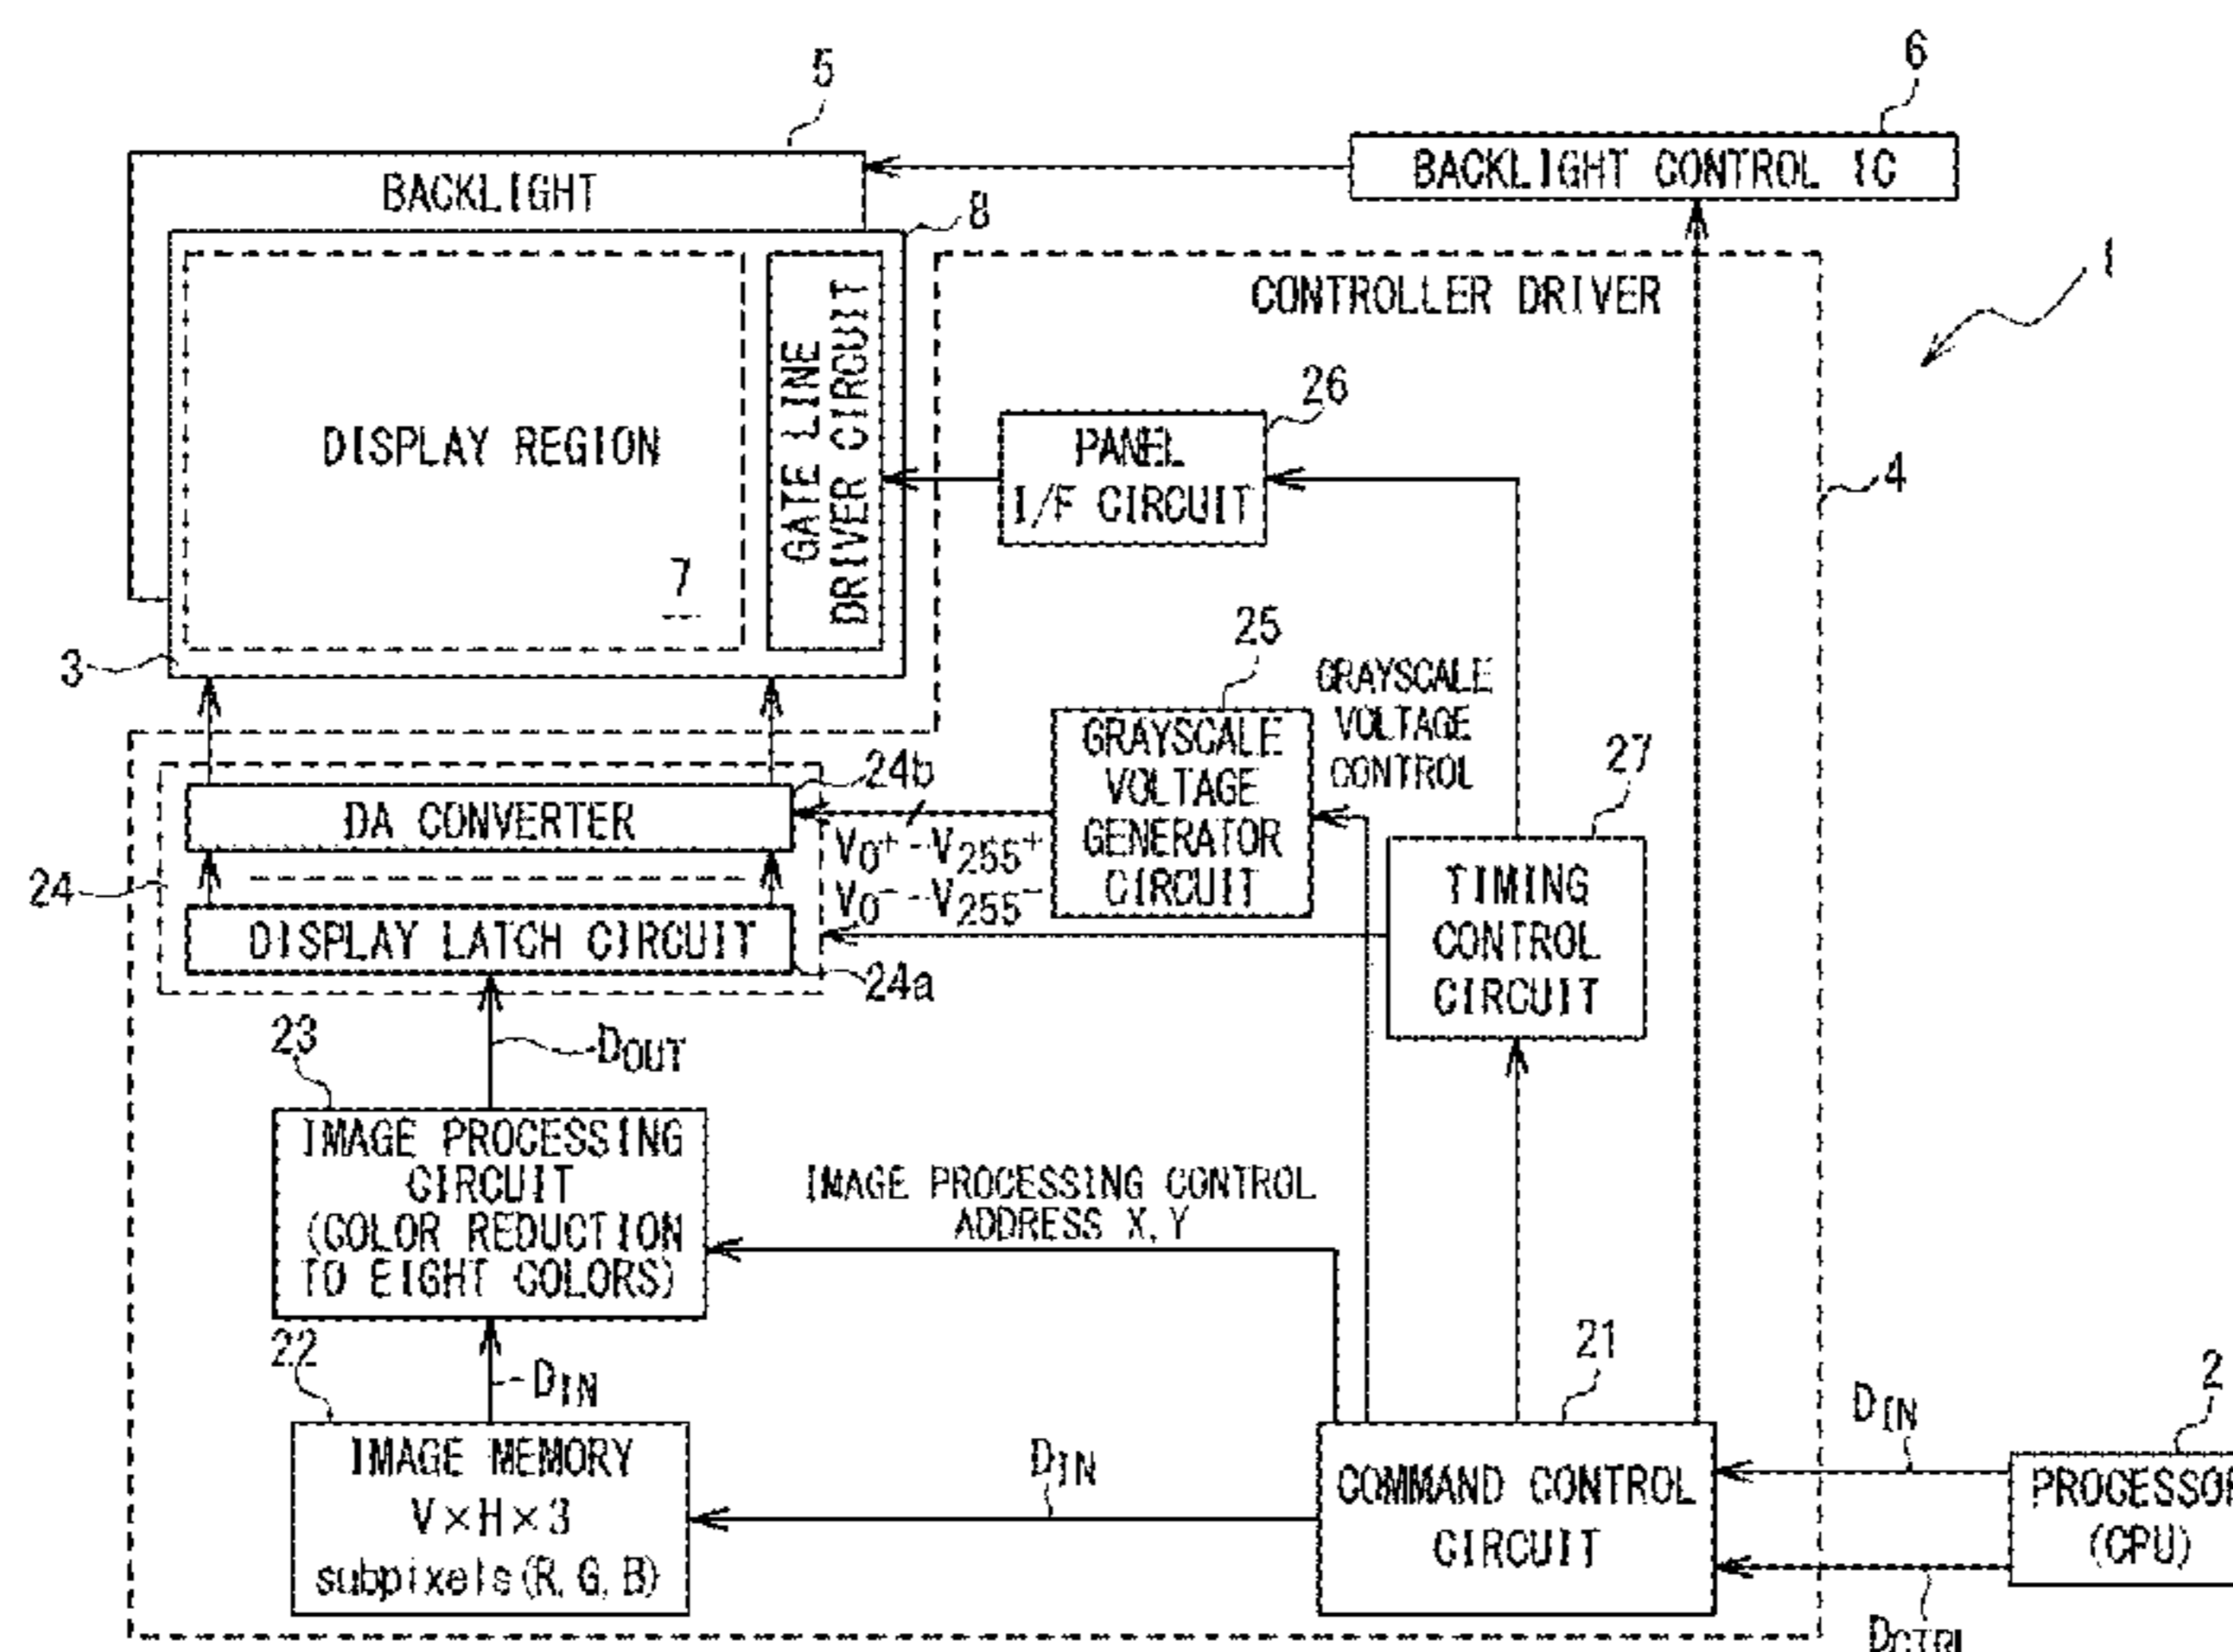 5
6
BACKLIGHT CONTROL IC
BACKLIGHT
8
1
CONTROLLER DRIVER
DISPLAY REGION
GATE LINE
DRIVER CIRCUIT
26
PANEL
I/F CIRCUIT
4
7
3
25
GRAYSCALE
VOLTAGE
CONTROL
GRAYSCALE
VOLTAGE
GENERATOR
CIRCUIT
27
24b
DA CONVERTER
V0+--V255+
V0---V255-
24
TIMING
CONTROL
CIRCUIT
DISPLAY LATCH CIRCUIT
24a
23
DOUT
IMAGE PROCESSING
CIRCUIT
(COLOR REDUCTION
TO EIGHT COLORS)
IMAGE PROCESSING CONTROL
ADDRESS X,Y
22
DIN
21
2
DIN
IMAGE MEMORY
V×H×3
subpixels(R,G,B)
DIN
COMMAND CONTROL
CIRCUIT
PROCESSOR
(CPU)
DCTRL